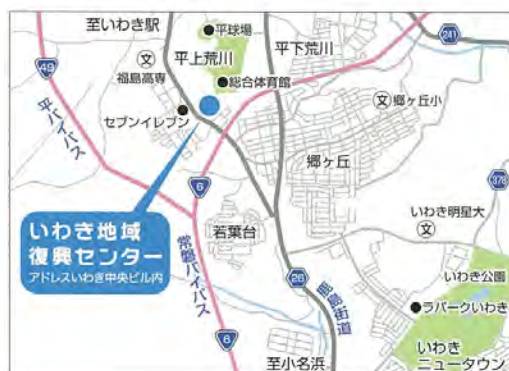 至いわき駅
平球場
平上荒川
平下荒川
241
49
文
福島高専
総合体育館
セブンイレブン
文 郷ヶ丘小
平バイパス
郷ヶ丘
6
378
いわき地域
復興センター
アドレスいわき中央ビル内
若葉台
いわき明星大
文
常磐バイパス
26
鹿島街道
いわき公園
ラパークいわき
6
至小名浜
いわき
ニュータウン